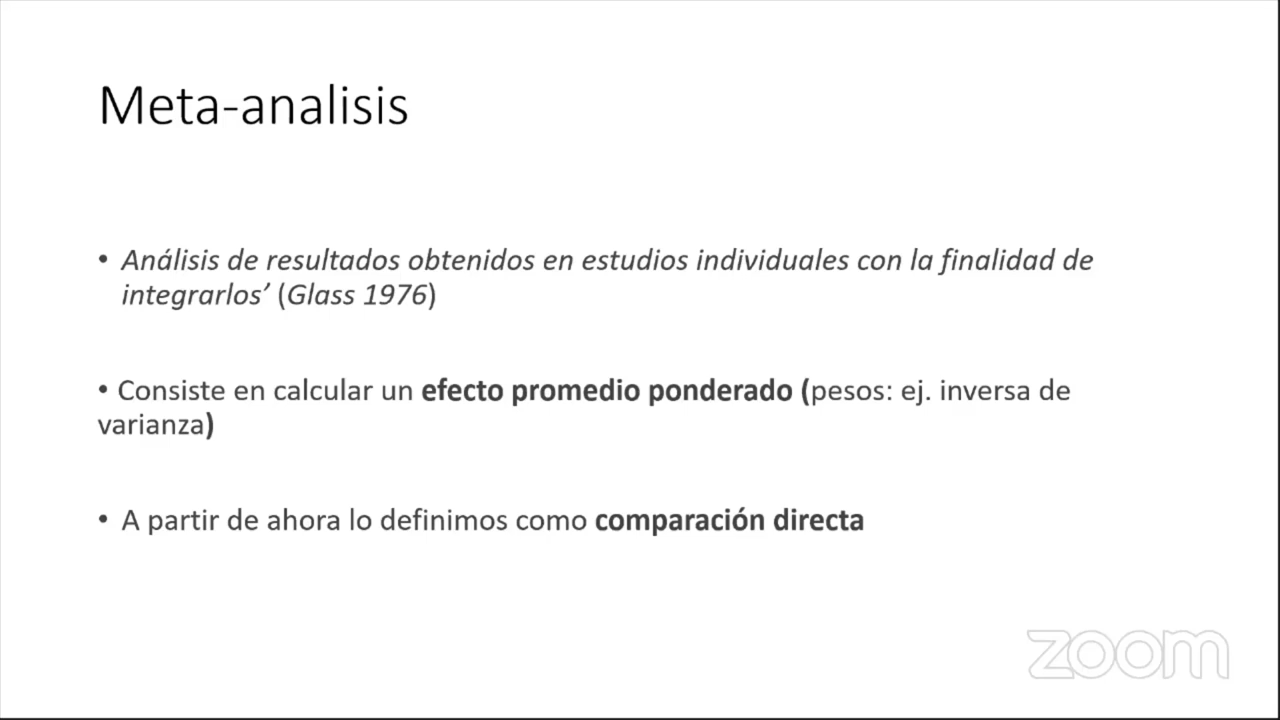 Meta-analisis
• Análisis de resultados obtenidos en estudios individuales con la finalidad de
integrarlos’ (Glass 1976)
• Consiste en calcular un efecto promedio ponderado (pesos: ej. inversa de
varianza)
• A partir de ahora lo definimos como comparación directa
zoom